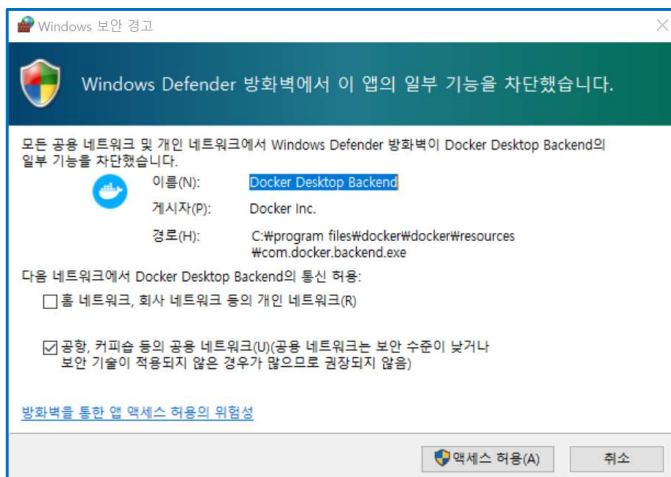 Windows 보안 경고
Windows Defender 방화벽에서 이 앱의 일부 기능을 차단했습니다.
모든 공용 네트워크 및 개인 네트워크에서 Windows Defender 방화벽이 Docker Desktop Backend의
일부 기능을 차단했습니다.
이름(N): Docker Desktop Backend
게시자(P): Docker Inc.
경로(H): C:₩program files₩docker₩docker₩resources
₩com.docker.backend.exe
다음 네트워크에서 Docker Desktop Backend의 통신 허용:
홈 네트워크, 회사 네트워크 등의 개인 네트워크(R)
공항, 커피숍 등의 공용 네트워크(U)(공용 네트워크는 보안 수준이 낮거나
보안 기술이 적용되지 않은 경우가 많으므로 권장되지 않음)
방화벽을 통한 앱 액세스 허용의 위험성
액세스 허용(A) 취소